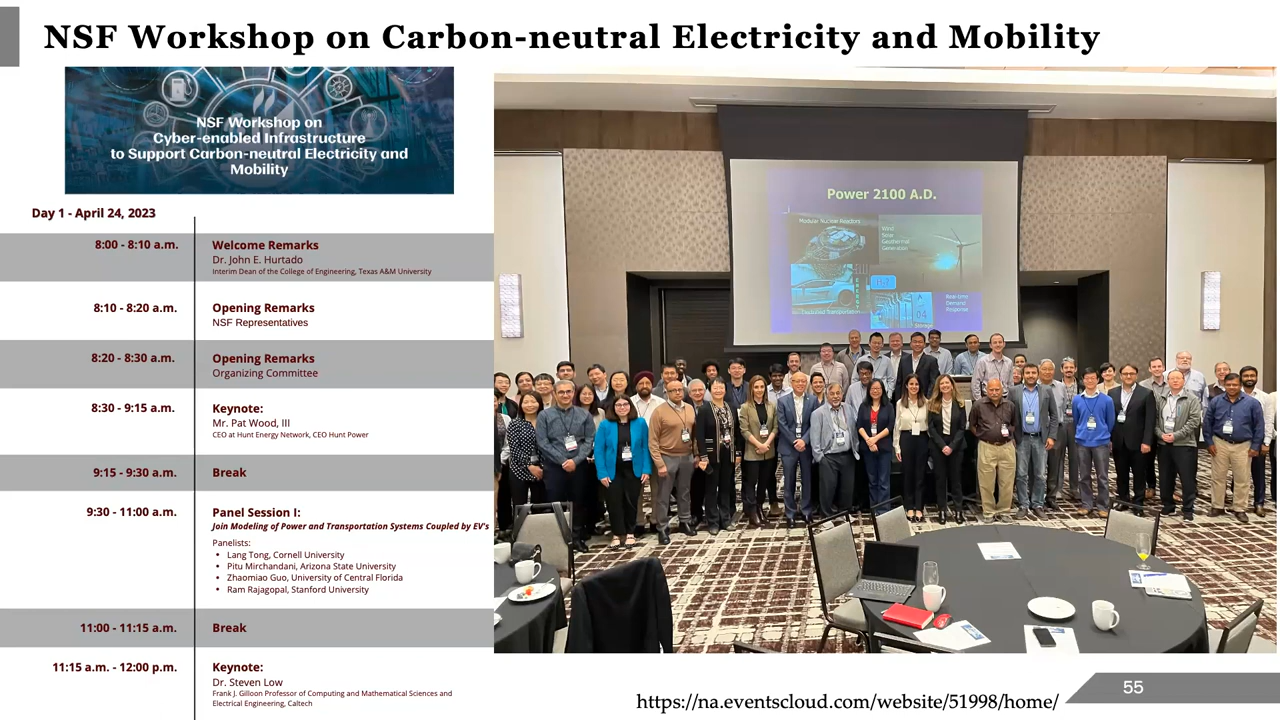 NSF Workshop on Carbon-neutral Electricity and Mobility
NSF Workshop on
Cyber-enabled Infrastructure
to Support Carbon-neutral Electricity and
Mobility
Day 1 - April 24, 2023
8:00 - 8:10 a.m.
Welcome Remarks
Dr. John E. Hurtado
Interim Dean of the College of Engineering, Texas A&M University
8:10 - 8:20 a.m.
Opening Remarks
NSF Representatives
8:20 - 8:30 a.m.
Opening Remarks
Organizing Committee
8:30 - 9:15 a.m.
Keynote:
Mr. Pat Wood, III
CEO at Hunt Energy Network, CEO Hunt Power
9:15 - 9:30 a.m.
Break
9:30 - 11:00 a.m.
Panel Session I:
Join Modeling of Power and Transportation Systems Coupled by EV's
Panelists:
• Lang Tong, Cornell University
• Pitu Mirchandani, Arizona State University
• Zhaomiao Guo, University of Central Florida
• Ram Rajagopal, Stanford University
11:00 - 11:15 a.m.
Break
11:15 a.m. - 12:00 p.m.
Keynote:
Dr. Steven Low
Frank J. Gilloon Professor of Computing and Mathematical Sciences and
Electrical Engineering, Caltech
Power 2100 A.D.
Modular Nuclear Reactors
Wind
Solar
Geothermal
Generation
Real-time
Demand
Response
Storage
https://na.eventscloud.com/website/51998/home/
55